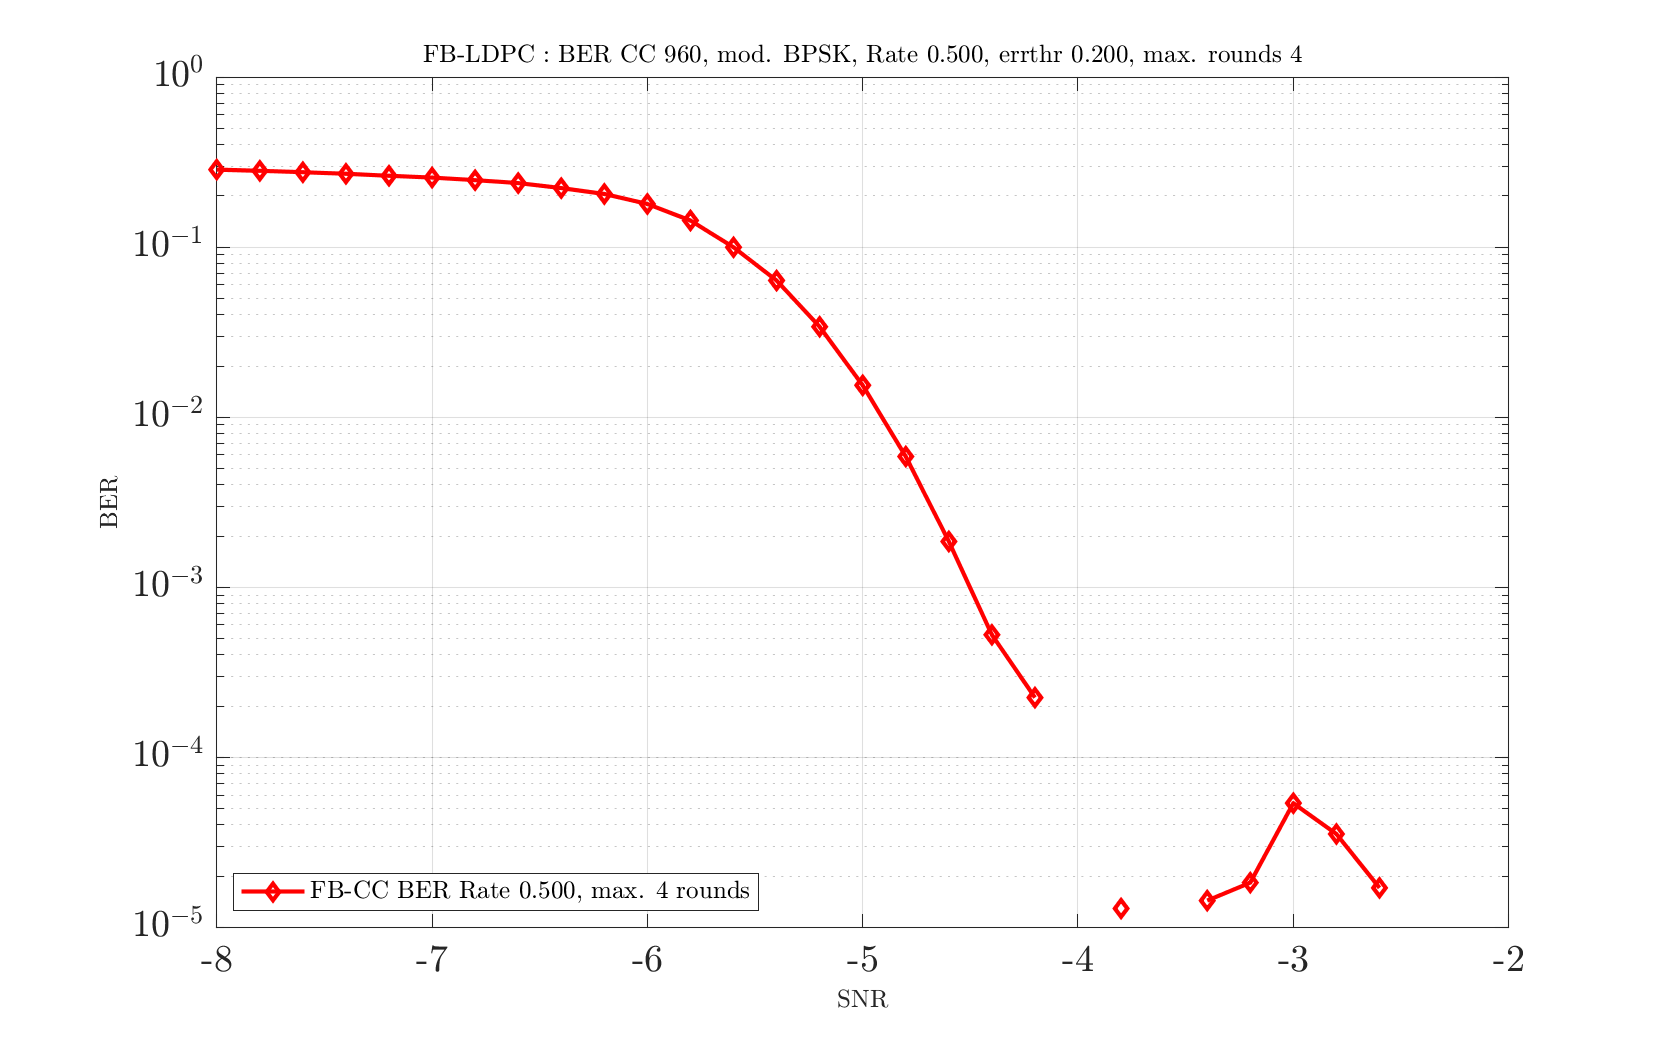 FB-LDPC : BER CC 960, mod. BPSK, Rate 0.500, errthr 0.200, max. rounds 4
10^0
10^{-1}
10^{-2}
10^{-3}
10^{-4}
10^{-5}
BER
FB-CC BER Rate 0.500, max. 4 rounds
-8 -7 -6 -5 -4 -3 -2
SNR